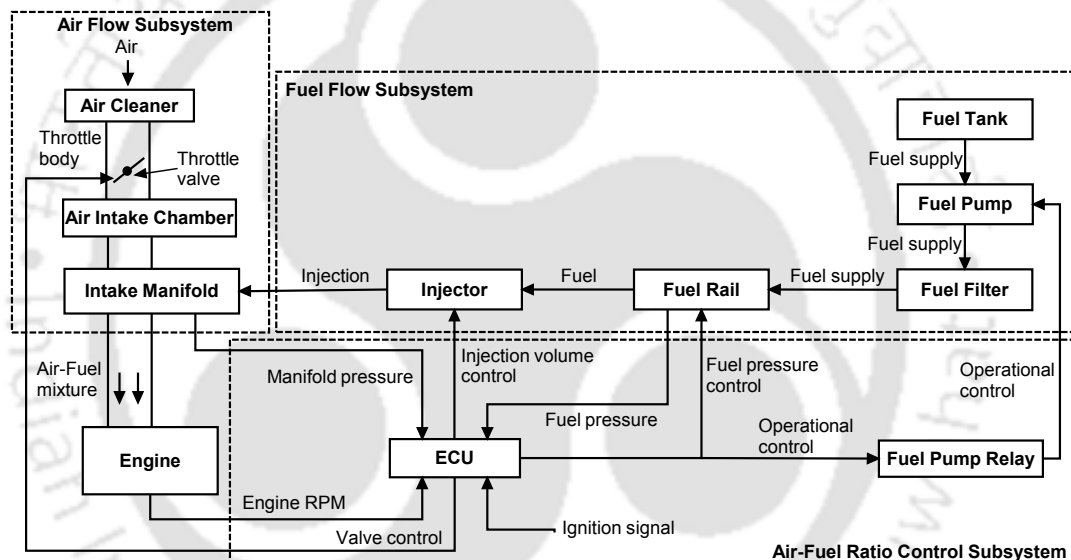 Air Flow Subsystem
Air
Air Cleaner
Throttle
body
Throttle
valve
Air Intake Chamber
Intake Manifold
Air-Fuel
mixture
Engine
Fuel Flow Subsystem
Fuel Tank
Fuel supply
Fuel Pump
Fuel supply
Fuel Filter
Fuel supply
Fuel Rail
Fuel
Injector
Injection
Manifold pressure
Injection volume
control
Fuel pressure
Fuel pressure
control
Operational
control
Operational
control
ECU
Fuel Pump Relay
Engine RPM
Valve control
Ignition signal
Air-Fuel Ratio Control Subsystem
Indian